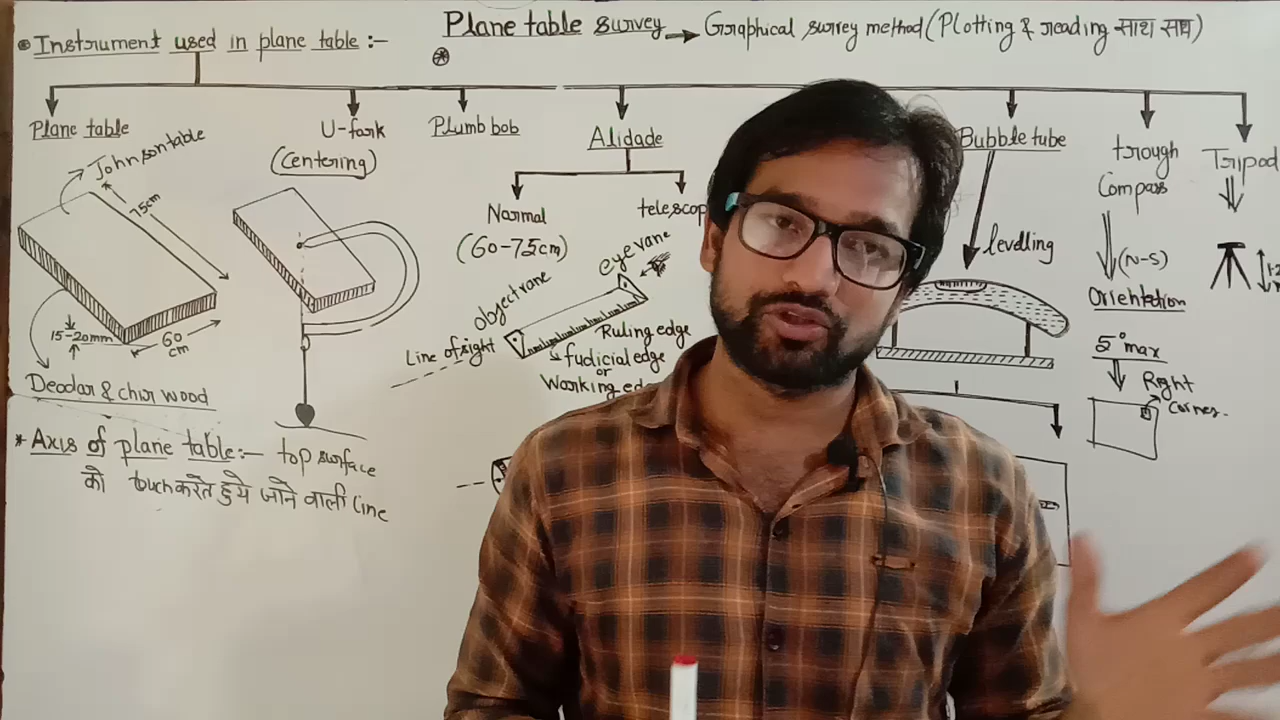 Plane table survey → Graphical survey method (Plotting & reading साथ साथ)
Instrument used in plane table :-
Plane table
Johnson table
75cm
15-20mm
60
cm
Deodar & chir wood
U-fork
(Centering)
Plumb bob
Alidade
Normal
(60-75cm)
telescop
eye vane
object vane
Line of sight
Ruling edge
fudicial edge
or
Working ed
Bubble tube
levelling
trough
Compass
(N-S)
Orientation
5° max
Right
Corner.
Tripod
* Axis of plane table :- top surface
को touch करते हुये जाने वाली line